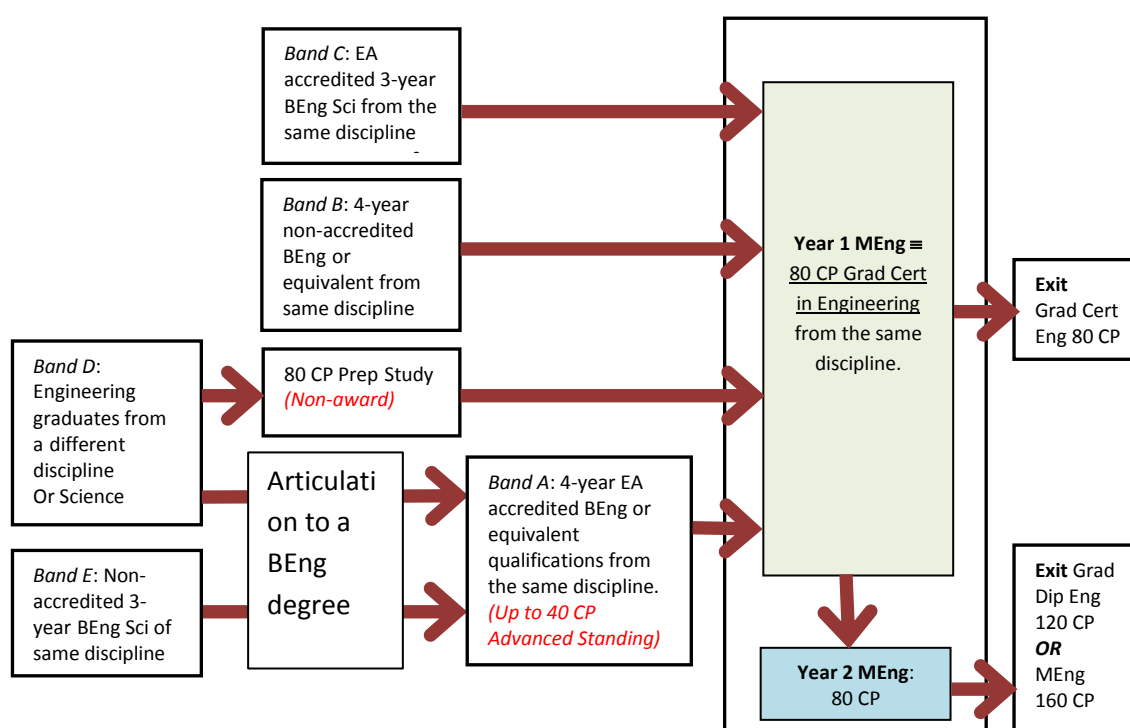 Band C: EA
accredited 3-year
BEng Sci from the
same discipline
Band B: 4-year
non-accredited
BEng or
equivalent from
same discipline
Year 1 MEng ≡
80 CP Grad Cert
in Engineering
from the same
discipline.
Exit
Grad Cert
Eng 80 CP
Band D:
Engineering
graduates from
a different
discipline
Or Science
80 CP Prep Study
(Non-award)
Articulati
on to a
BEng
degree
Band A: 4-year EA
accredited BEng or
equivalent
qualifications from
the same discipline.
(Up to 40 CP
Advanced Standing)
Band E: Non-
accredited 3-
year BEng Sci of
same discipline
Year 2 MEng:
80 CP
Exit Grad
Dip Eng
120 CP
OR
MEng
160 CP